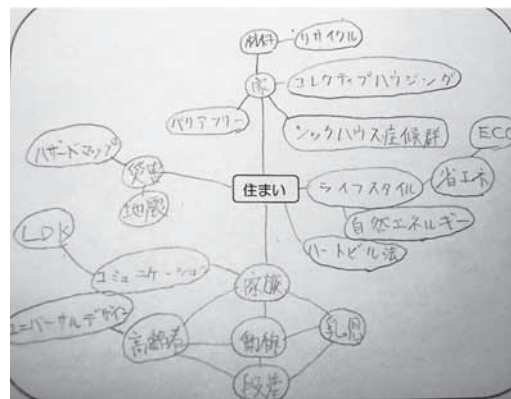 材料
リサイクル
家
コレクティブハウジング
バリアフリー
シックハウス症候群
ECO
ハザードマップ
災害
住まい
ライフスタイル
省エネ
地震
自然エネルギー
LDK
ハートビル法
コミュニケーション
家族
ユニバーサルデザイン
高齢者
動線
乳児
段差